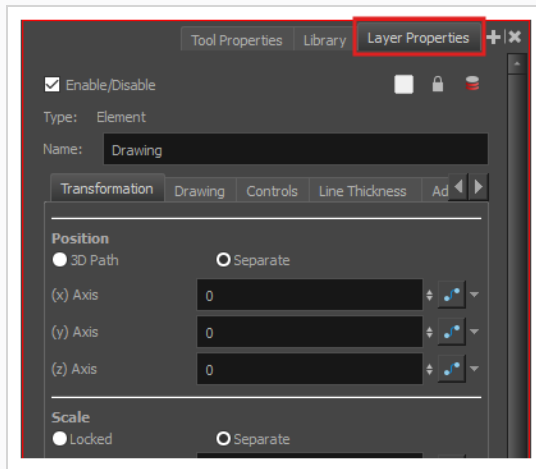 Tool Properties Library Layer Properties
Enable/Disable
Type: Element
Name: Drawing
Transformation Drawing Controls Line Thickness Ad
Position
3D Path Separate
(x) Axis 0
(y) Axis 0
(z) Axis 0
Scale
Locked Separate